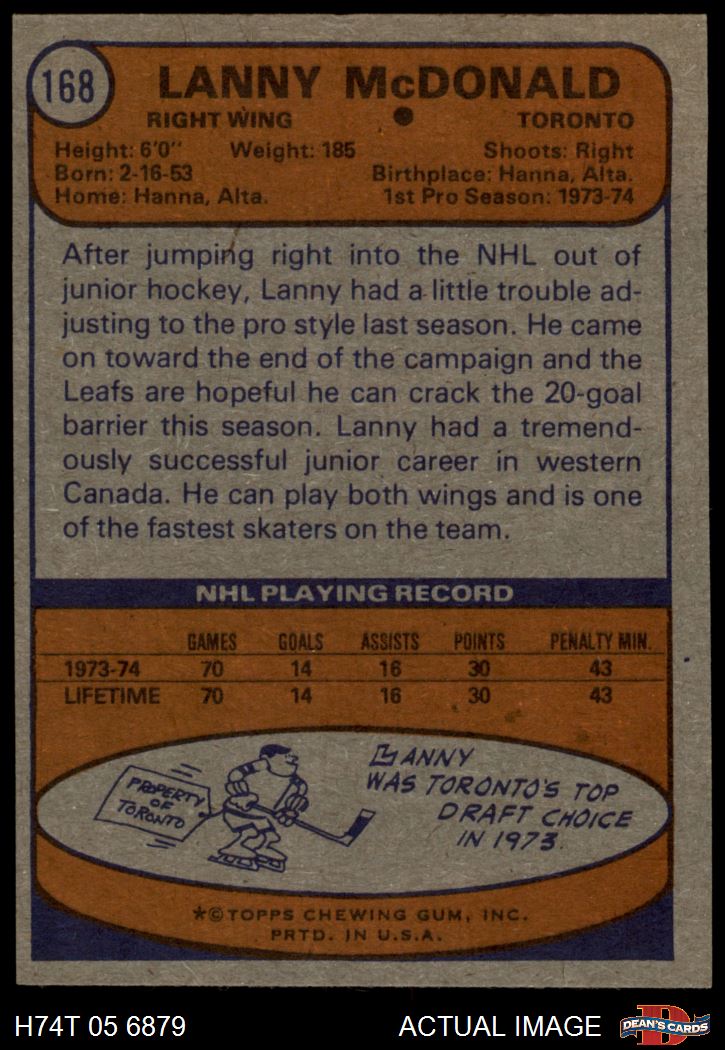 168
LANNY McDONALD
RIGHT WING ● TORONTO
Height: 6'0" Weight: 185 Shoots: Right
Born: 2-16-53 Birthplace: Hanna, Alta.
Home: Hanna, Alta. 1st Pro Season: 1973-74
After jumping right into the NHL out of
junior hockey, Lanny had a little trouble ad-
justing to the pro style last season. He came
on toward the end of the campaign and the
Leafs are hopeful he can crack the 20-goal
barrier this season. Lanny had a tremend-
ously successful junior career in western
Canada. He can play both wings and is one
of the fastest skaters on the team.
NHL PLAYING RECORD
GAMES GOALS ASSISTS POINTS PENALTY MIN.
1973-74 70 14 16 30 43
LIFETIME 70 14 16 30 43
PROPERTY
OF
TORONTO
LANNY
WAS TORONTO'S TOP
DRAFT CHOICE
IN 1973.
*©TOPPS CHEWING GUM, INC.
PRTD. IN U.S.A.
H74T 05 6879 ACTUAL IMAGE
D
DEAN'S CARDS